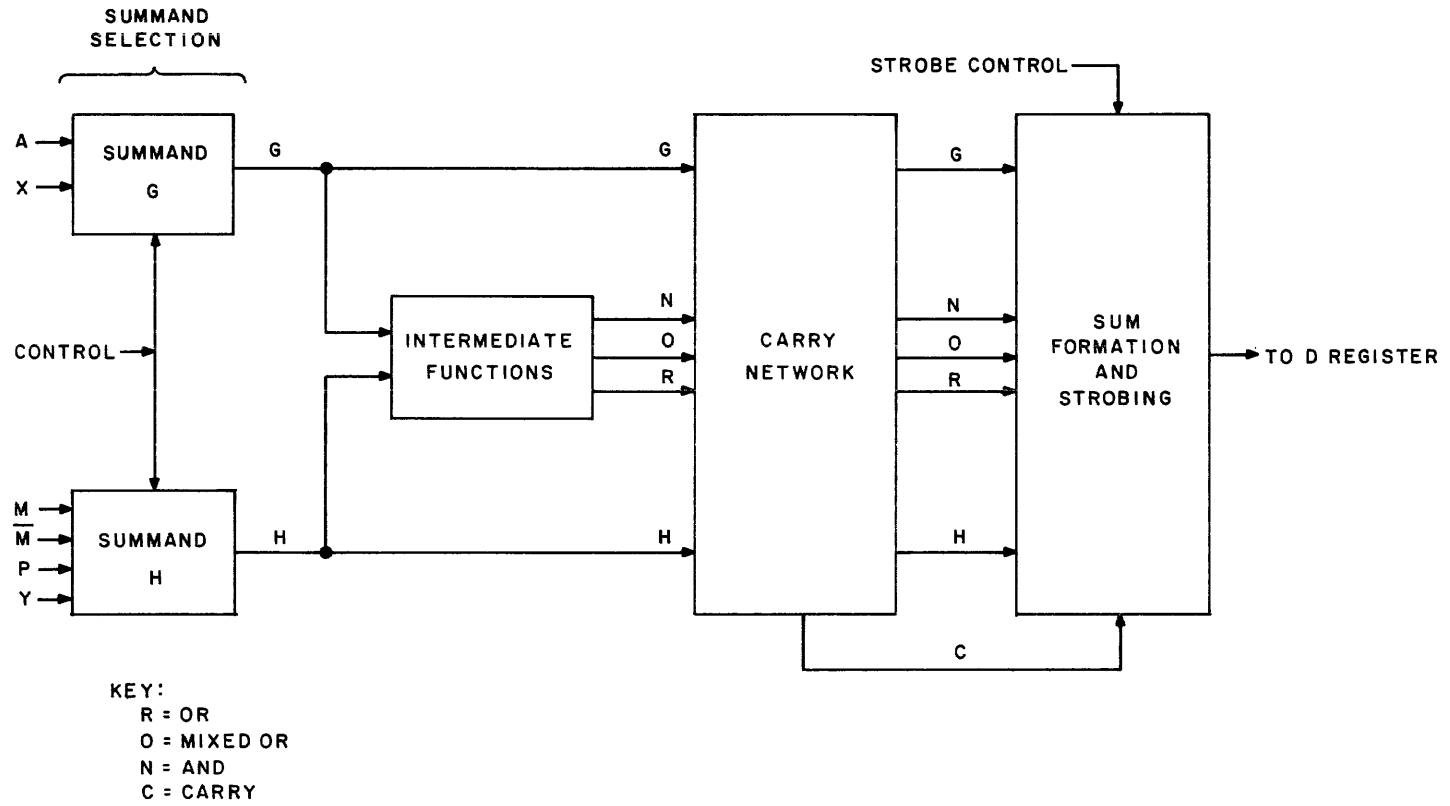 SUMMAND
SELECTION
STROBE CONTROL
A
X
SUMMAND
G
G
G
G
CONTROL
INTERMEDIATE
FUNCTIONS
N
O
R
CARRY
NETWORK
N
O
R
SUM
FORMATION
AND
STROBING
TO D REGISTER
M
M̅
P
Y
SUMMAND
H
H
H
H
C
KEY:
R = OR
O = MIXED OR
N = AND
C = CARRY